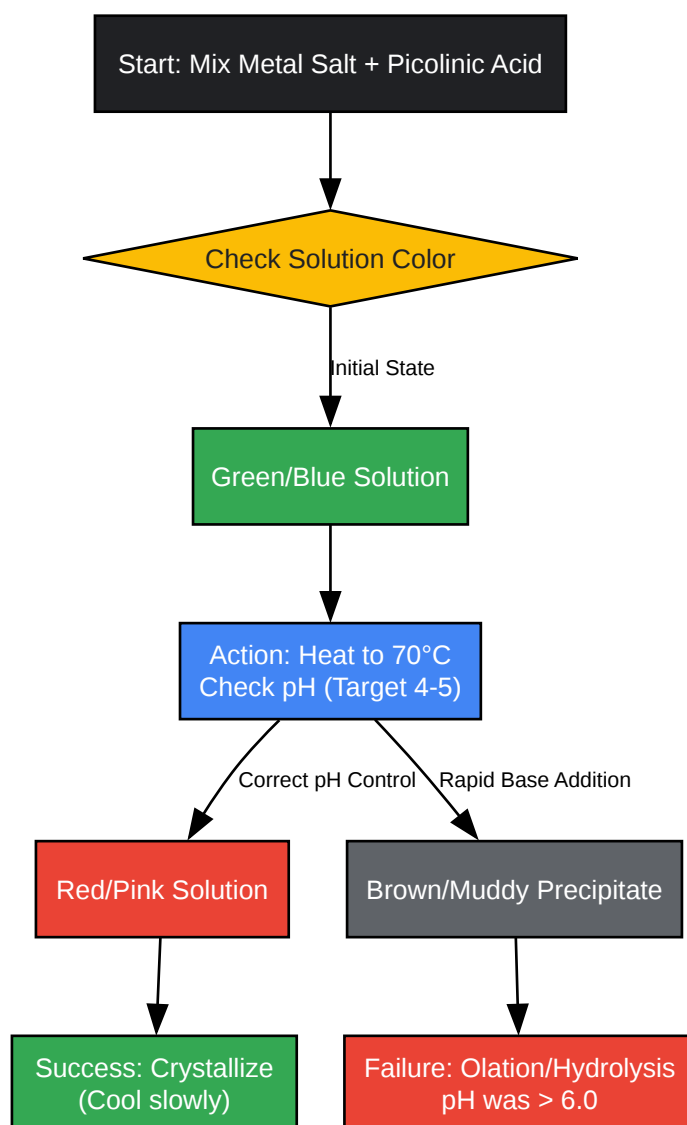 Start: Mix Metal Salt + Picolinic Acid
Check Solution Color
Initial State
Green/Blue Solution
Action: Heat to 70°C
Check pH (Target 4-5)
Correct pH Control
Rapid Base Addition
Red/Pink Solution
Brown/Muddy Precipitate
Success: Crystallize
(Cool slowly)
Failure: Olation/Hydrolysis
pH was > 6.0